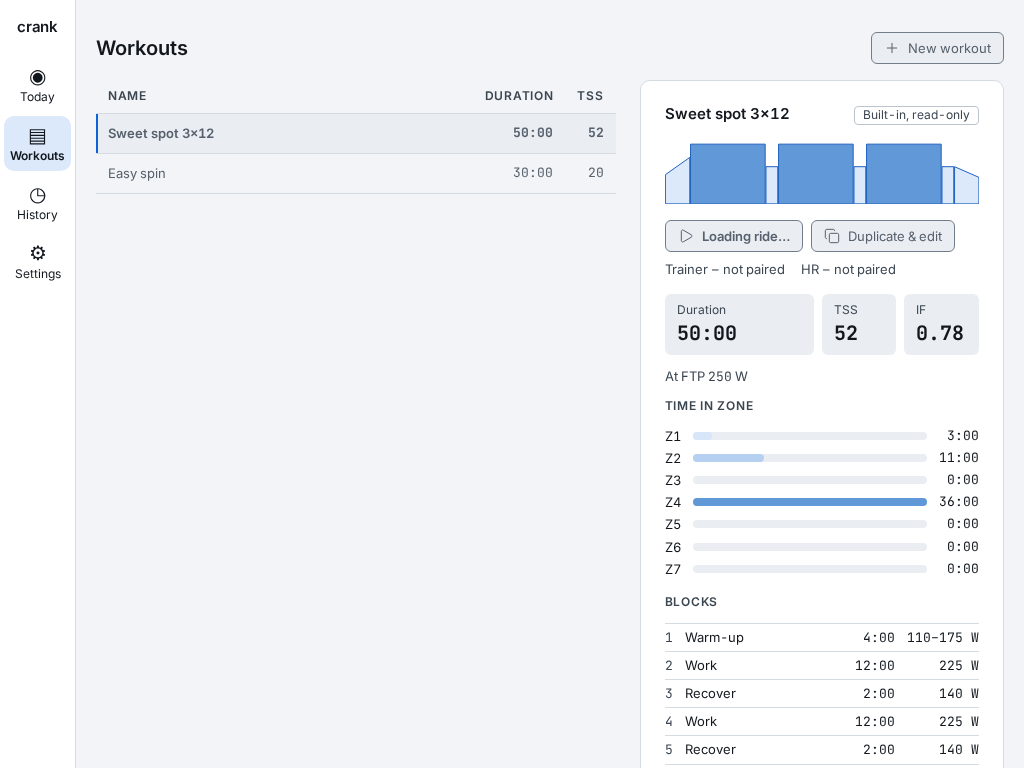 crank
Today
Workouts
History
Settings
Workouts
New workout
NAME DURATION TSS
Sweet spot 3×12 50:00 52
Easy spin 30:00 20
Sweet spot 3×12
Built-in, read-only
Loading ride…
Duplicate & edit
Trainer – not paired HR – not paired
Duration TSS IF
50:00 52 0.78
At FTP 250 W
TIME IN ZONE
Z1 3:00
Z2 11:00
Z3 0:00
Z4 36:00
Z5 0:00
Z6 0:00
Z7 0:00
BLOCKS
1 Warm-up 4:00 110–175 W
2 Work 12:00 225 W
3 Recover 2:00 140 W
4 Work 12:00 225 W
5 Recover 2:00 140 W